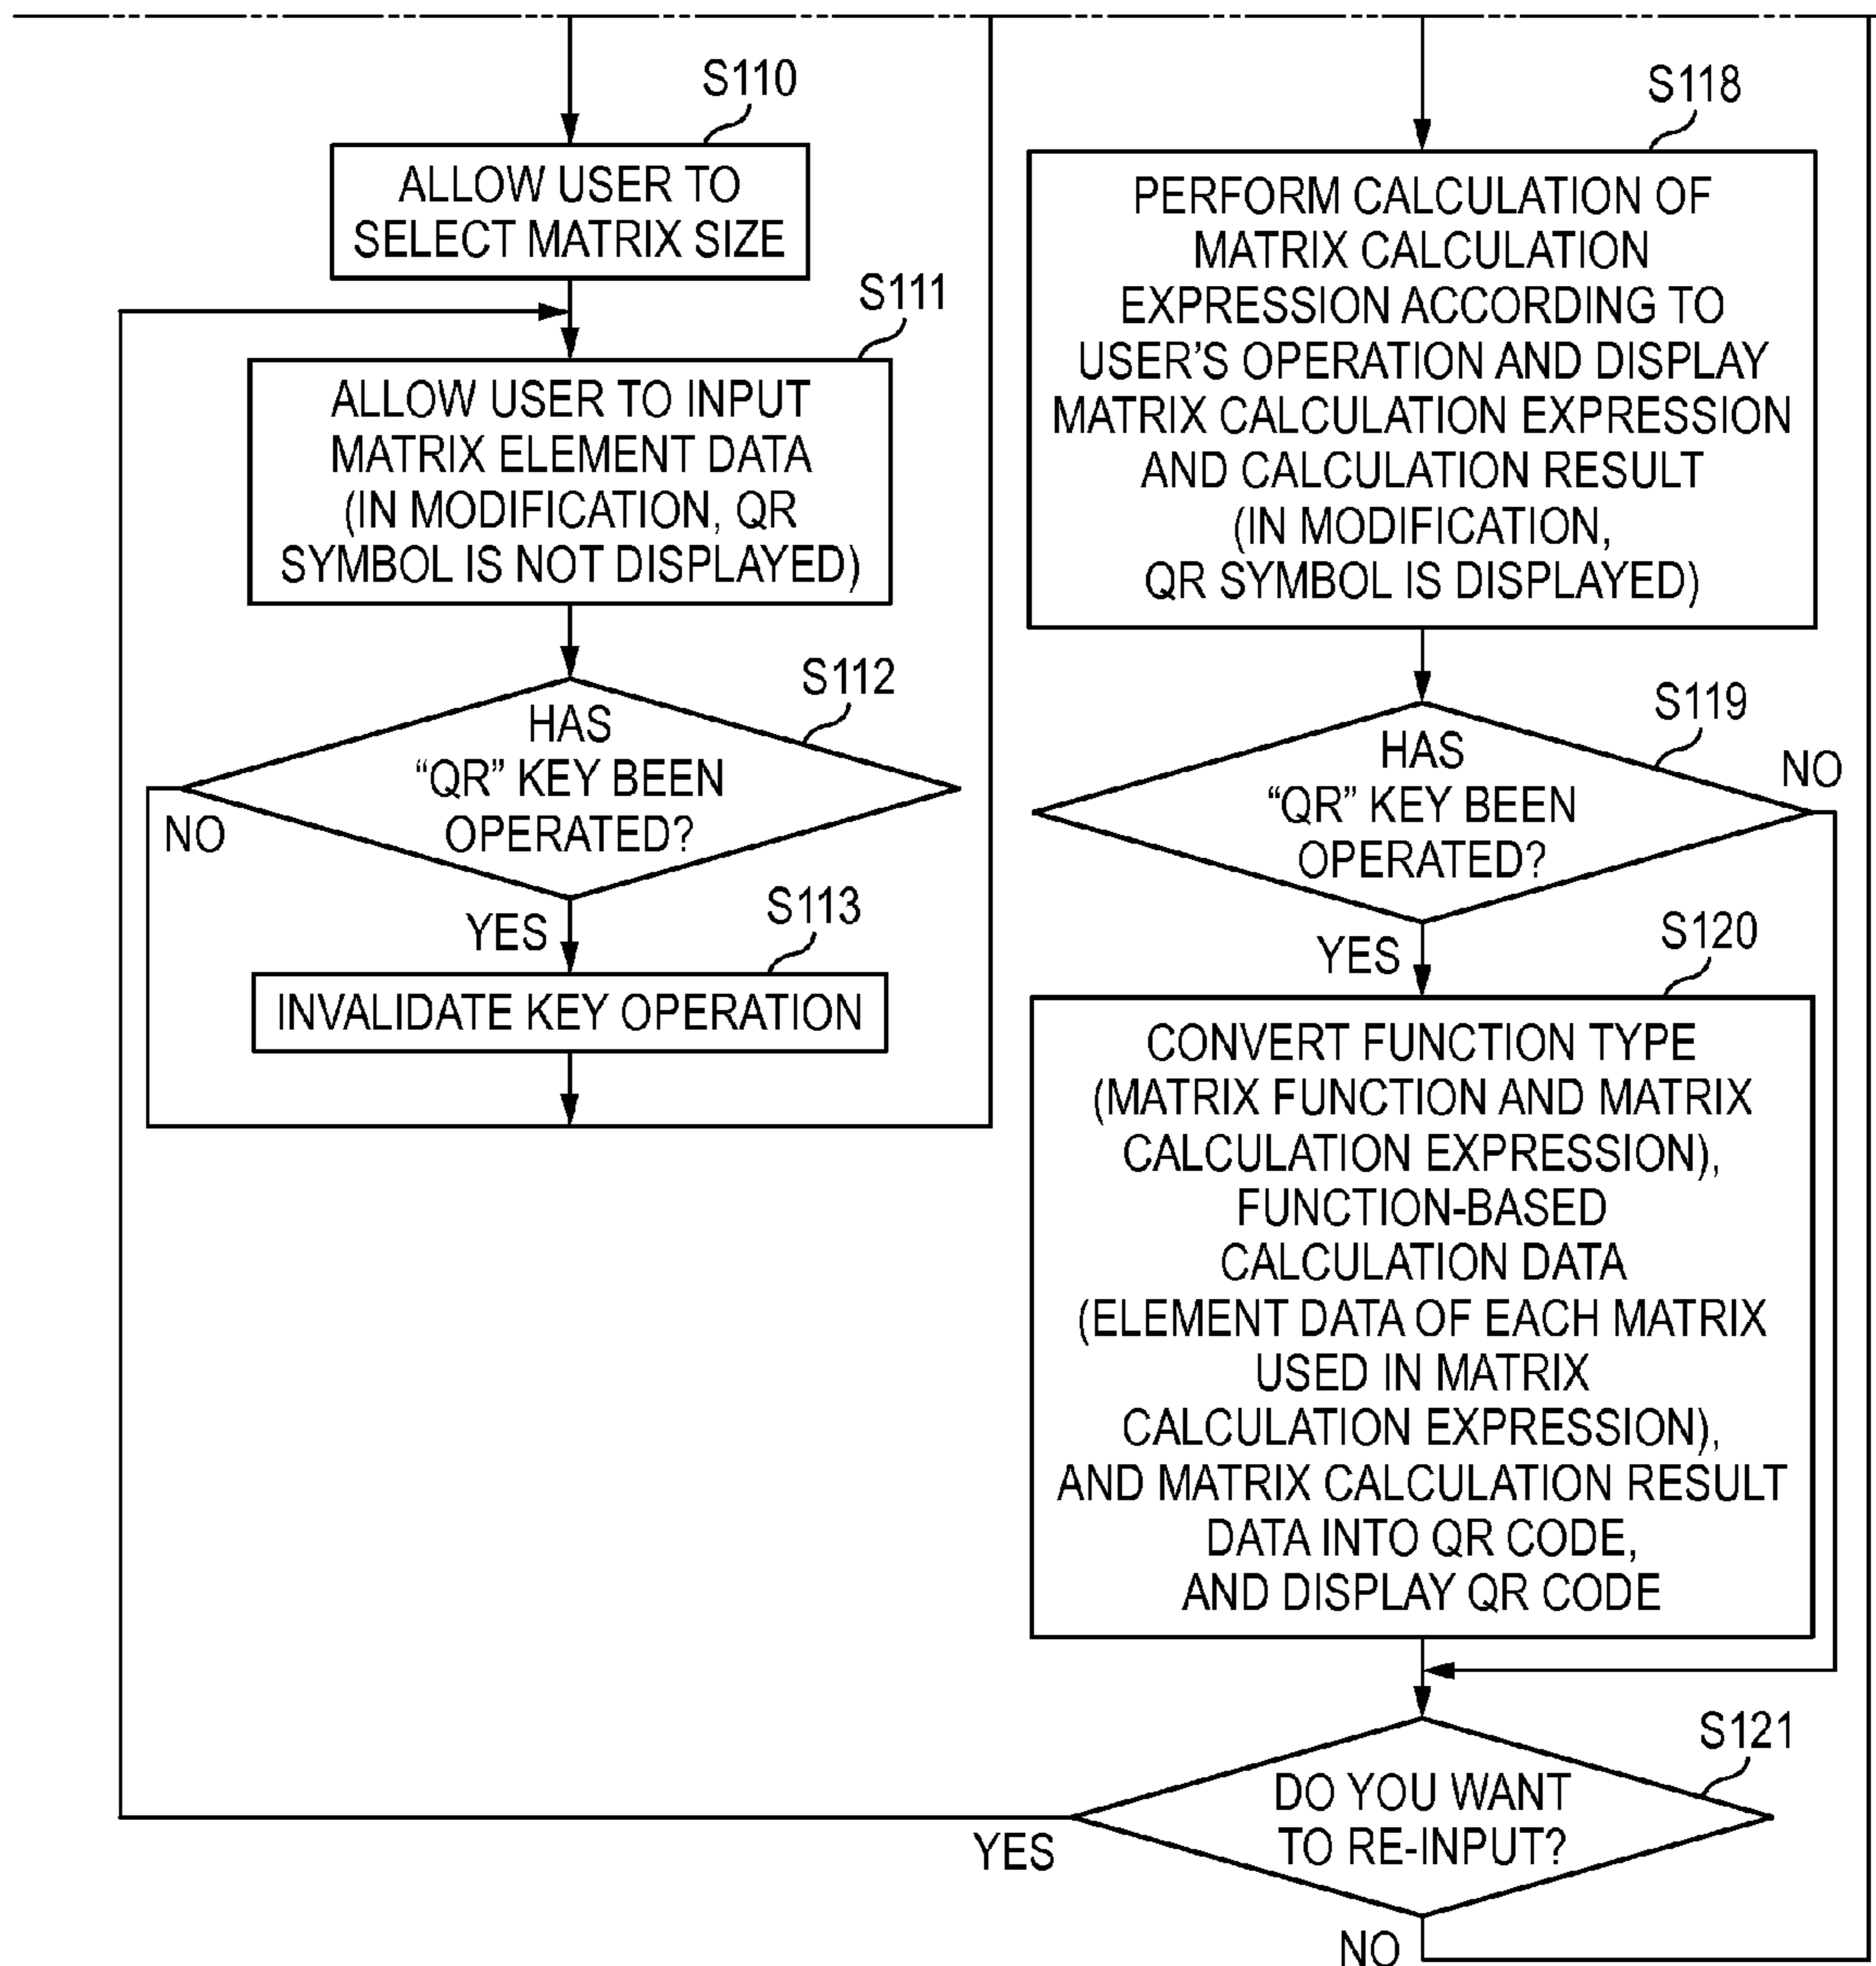 S110
ALLOW USER TO
SELECT MATRIX SIZE
S111
ALLOW USER TO INPUT
MATRIX ELEMENT DATA
(IN MODIFICATION, QR
SYMBOL IS NOT DISPLAYED)
S112
HAS
“QR” KEY BEEN
OPERATED?
NO
YES
S113
INVALIDATE KEY OPERATION
S118
PERFORM CALCULATION OF
MATRIX CALCULATION
EXPRESSION ACCORDING TO
USER’S OPERATION AND DISPLAY
MATRIX CALCULATION EXPRESSION
AND CALCULATION RESULT
(IN MODIFICATION,
QR SYMBOL IS DISPLAYED)
S119
HAS
“QR” KEY BEEN
OPERATED?
NO
YES
S120
CONVERT FUNCTION TYPE
(MATRIX FUNCTION AND MATRIX
CALCULATION EXPRESSION),
FUNCTION-BASED
CALCULATION DATA
(ELEMENT DATA OF EACH MATRIX
USED IN MATRIX
CALCULATION EXPRESSION),
AND MATRIX CALCULATION RESULT
DATA INTO QR CODE,
AND DISPLAY QR CODE
S121
DO YOU WANT
TO RE-INPUT?
YES
NO